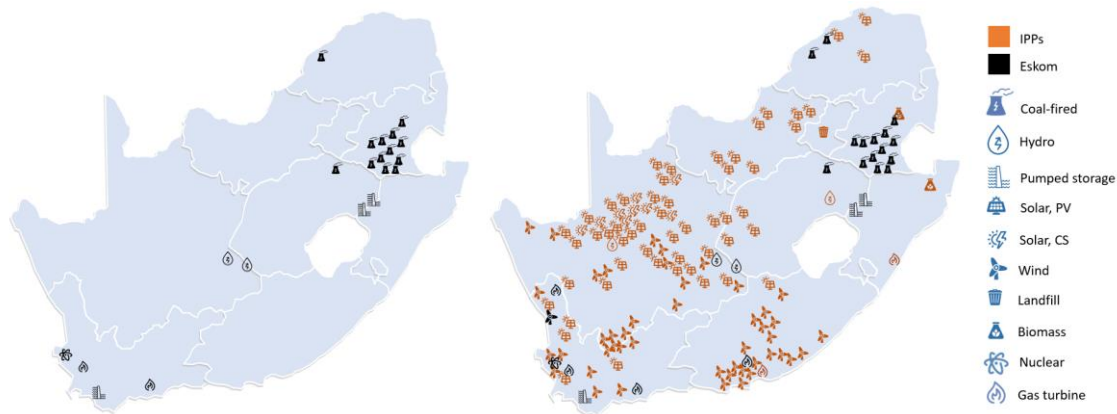 IPPs
Eskom
Coal-fired
Hydro
Pumped storage
Solar, PV
Solar, CS
Wind
Landfill
Biomass
Nuclear
Gas turbine